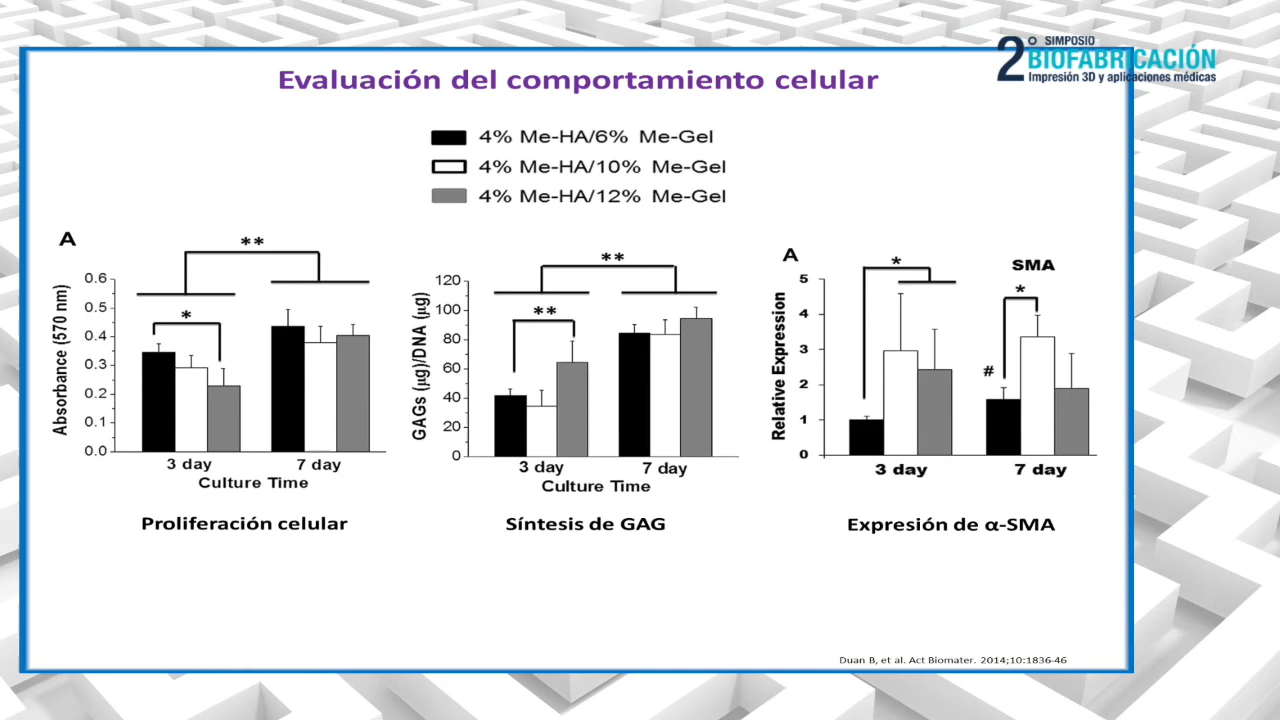 2° SIMPOSIO
BIOFABRICACIÓN
Impresión 3D y aplicaciones médicas
Evaluación del comportamiento celular
4% Me-HA/6% Me-Gel
4% Me-HA/10% Me-Gel
4% Me-HA/12% Me-Gel
A
**
*
Absorbance (570 nm)
0.6
0.5
0.4
0.3
0.2
0.1
0.0
3 day
7 day
Culture Time
Proliferación celular
**
**
GAGs (µg)/DNA (µg)
120
100
80
60
40
20
0
3 day
7 day
Culture Time
Síntesis de GAG
A
SMA
*
*
#
Relative Expression
5
4
3
2
1
0
3 day
7 day
Expresión de α-SMA
Duan B, et al. Act Biomater. 2014;10:1836-46